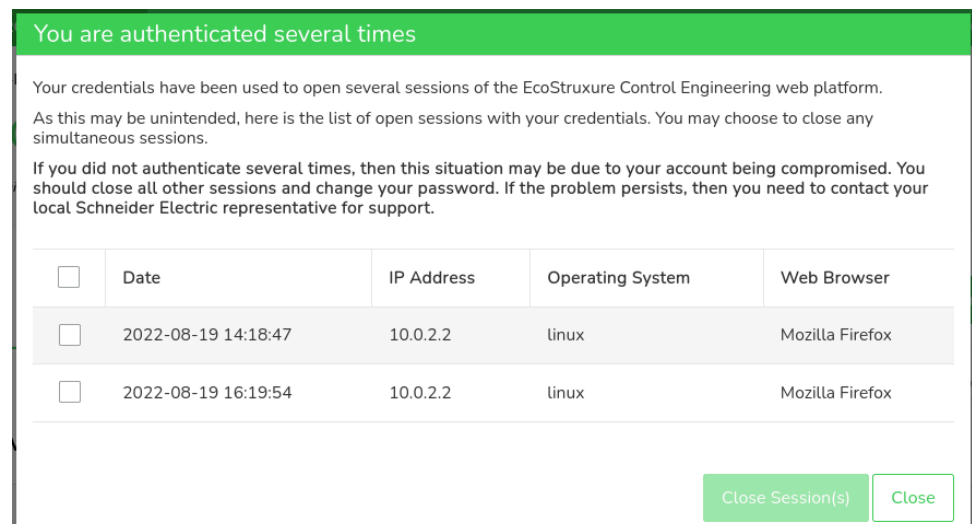 You are authenticated several times
Your credentials have been used to open several sessions of the EcoStruxure Control Engineering web platform.
As this may be unintended, here is the list of open sessions with your credentials. You may choose to close any
simultaneous sessions.
If you did not authenticate several times, then this situation may be due to your account being compromised. You
should close all other sessions and change your password. If the problem persists, then you need to contact your
local Schneider Electric representative for support.
Date IP Address Operating System Web Browser
2022-08-19 14:18:47 10.0.2.2 linux Mozilla Firefox
2022-08-19 16:19:54 10.0.2.2 linux Mozilla Firefox
Close Session(s) Close